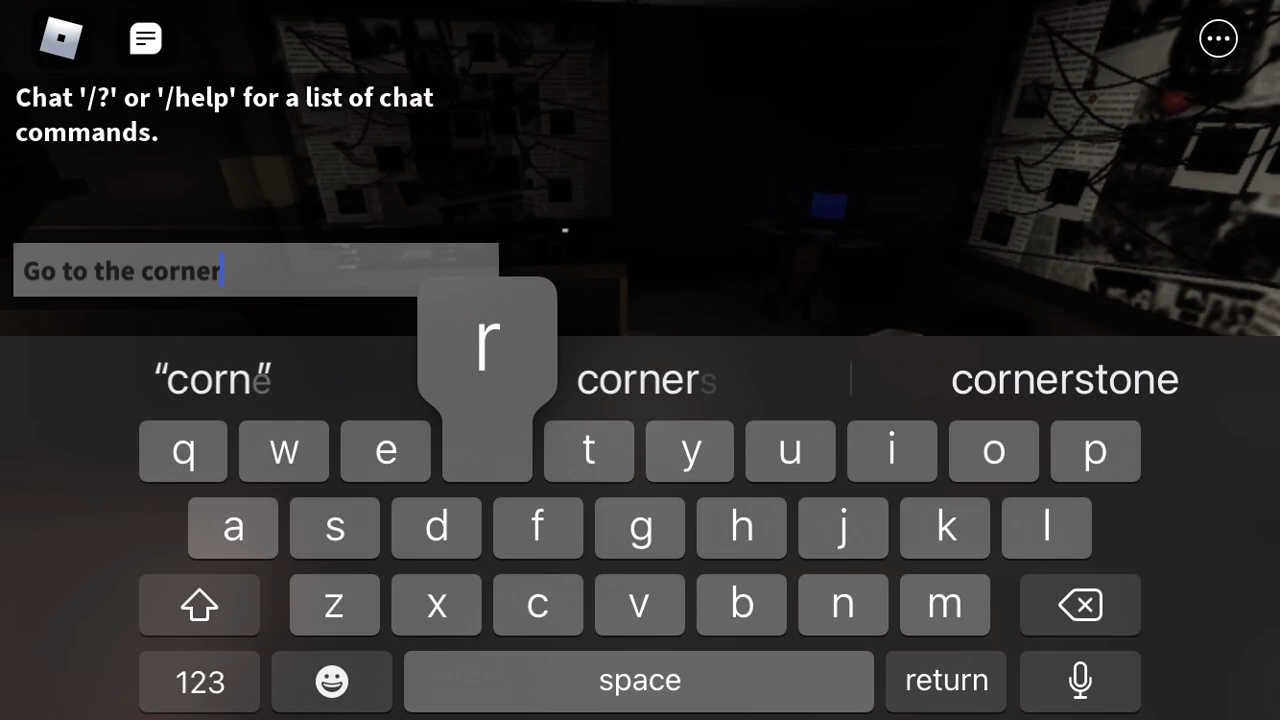 Chat '/?' or '/help' for a list of chat
commands.
Go to the corner
r
“corne” corners cornerstone
q w e t y u i o p
a s d f g h j k l
z x c v b n m
123 space return